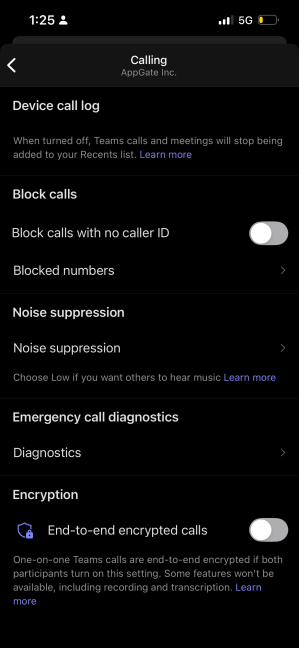 1:25
5G
Calling
AppGate Inc.
Device call log
When turned off, Teams calls and meetings will stop being
added to your Recents list. Learn more
Block calls
Block calls with no caller ID
Blocked numbers
Noise suppression
Noise suppression
Choose Low if you want others to hear music Learn more
Emergency call diagnostics
Diagnostics
Encryption
End-to-end encrypted calls
One-on-one Teams calls are end-to-end encrypted if both
participants turn on this setting. Some features won't be
available, including recording and transcription. Learn
more